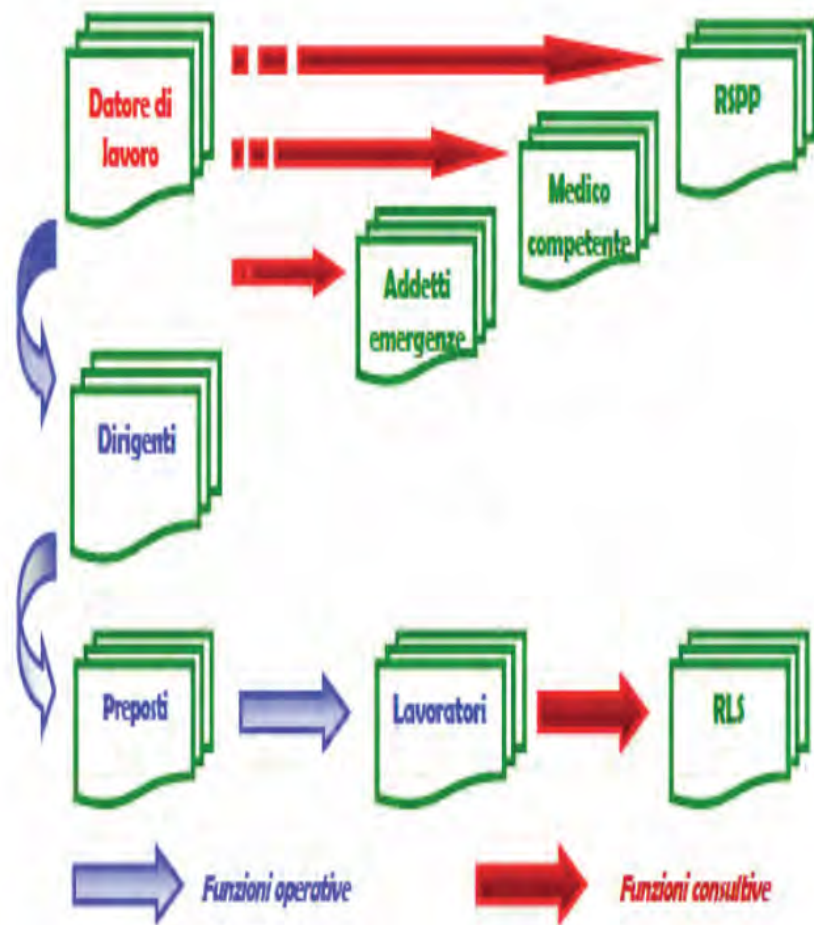 Datore di
lavoro
RSPP
Medico
competente
Addetti
emergenze
Dirigenti
Preposti
Lavoratori
RLS
Funzioni operative
Funzioni consultive